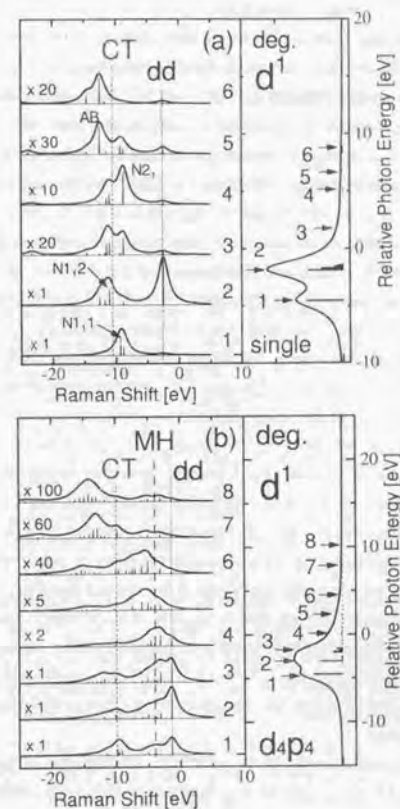 CT
(a)
deg.
dd
d¹
20
x 20
6
AB
x 30
5
10
6
5
x 10
4
4
N2,
3
x 20
3
2
0
N1,2
x 1
2
1
N1,1
x 1
1
single
-10
-20
-10
0
Raman Shift [eV]
Relative Photon Energy [eV]
MH
(b)
deg.
CT
dd
d¹
20
x 100
8
x 60
7
8
10
x 40
6
7
6
x 5
5
5
4
x 2
4
3
0
2
x 1
3
1
x 1
2
-10
x 1
1
d4p4
-20
-10
0
Raman Shift [eV]
Relative Photon Energy [eV]